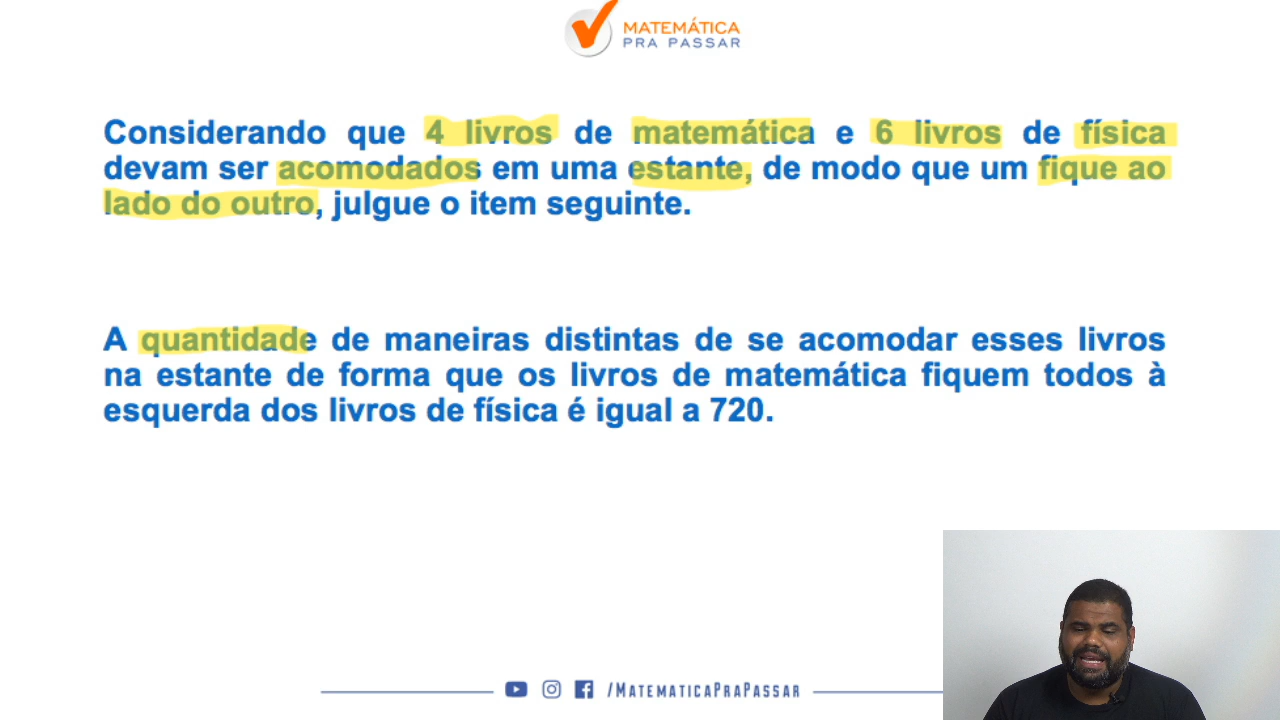 MATEMÁTICA
PRA PASSAR
Considerando que 4 livros de matemática e 6 livros de física
devam ser acomodados em uma estante, de modo que um fique ao
lado do outro, julgue o item seguinte.
A quantidade de maneiras distintas de se acomodar esses livros
na estante de forma que os livros de matemática fiquem todos à
esquerda dos livros de física é igual a 720.
/MATEMATICAPRAPASSAR